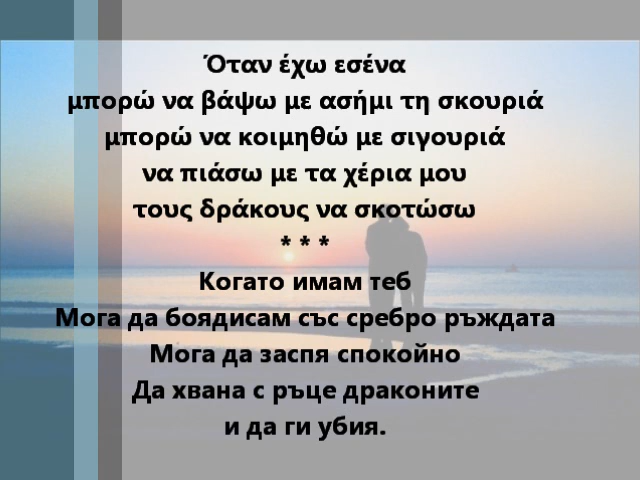 Όταν έχω εσένα
μπορώ να βάψω με ασήμι τη σκουριά
μπορώ να κοιμηθώ με σιγουριά
να πιάσω με τα χέρια μου
τους δράκους να σκοτώσω
* * *
Когато имам теб
Мога да боядисам със сребро ръждата
Мога да заспя спокойно
Да хвана с ръце драконите
и да ги убия.